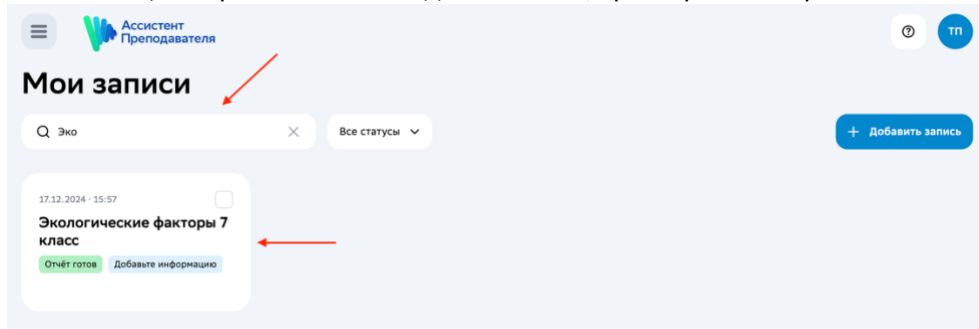 Ассистент
Преподавателя
ТП
Мои записи
Эко
Все статусы
+ Добавить запись
17.12.2024 · 15:57
Экологические факторы 7
класс
Отчёт готов
Добавьте информацию